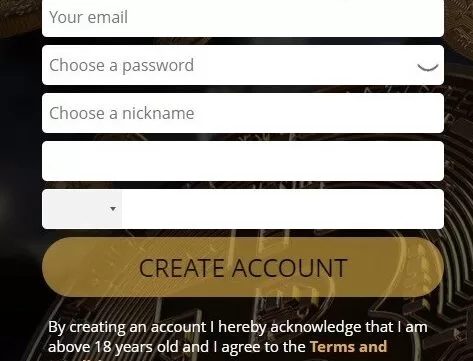 Your email
Choose a password
Choose a nickname
CREATE ACCOUNT
By creating an account I hereby acknowledge that I am
above 18 years old and I agree to the Terms and